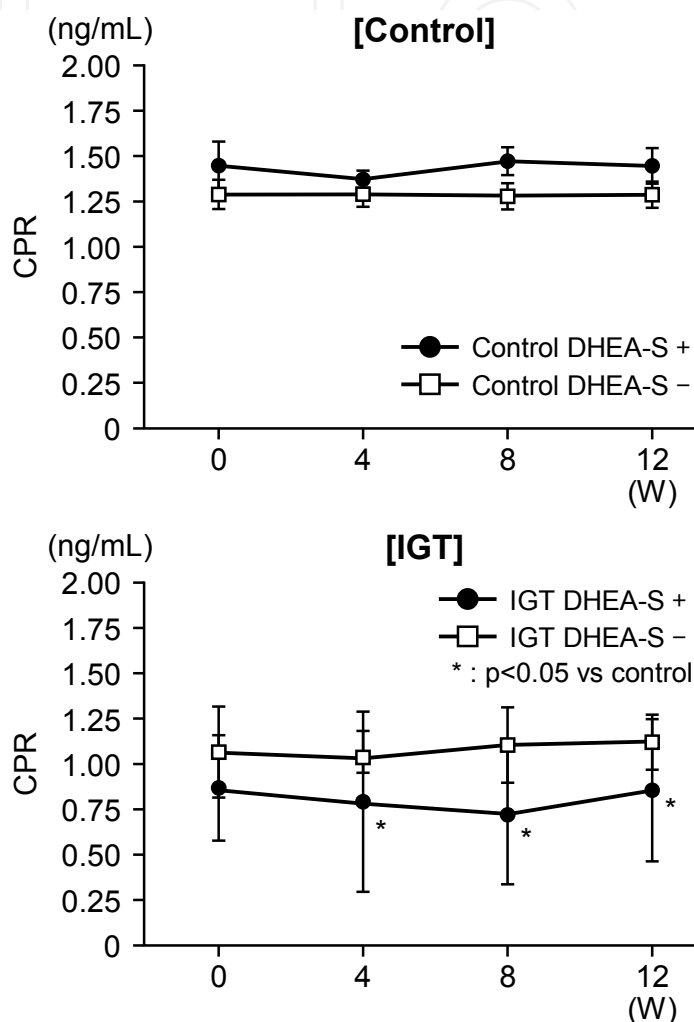 (ng/mL) [Control]
2.00
1.75
1.50
1.25
1.00
0.75
0.50
0.25
0
CPR
Control DHEA-S +
Control DHEA-S −
0 4 8 12
(W)
(ng/mL) [IGT]
2.00
1.75
1.50
1.25
1.00
0.75
0.50
0.25
0
CPR
IGT DHEA-S +
IGT DHEA-S −
* : p<0.05 vs control
* * *
0 4 8 12
(W)